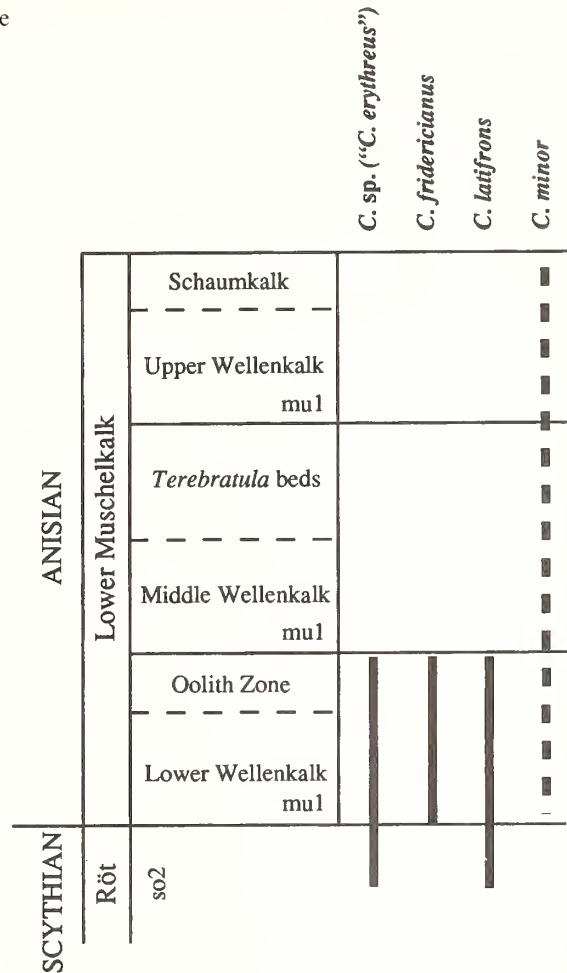 e
C. sp. (“C. erythreus”)
C. fridericianus
C. latifrons
C. minor
ANISIAN
Lower Muschelkalk
Schaumkalk
Upper Wellenkalk
mu1
Terebratula beds
Middle Wellenkalk
mu1
Oolith Zone
Lower Wellenkalk
mu1
SCYTHIAN
Röt
so2